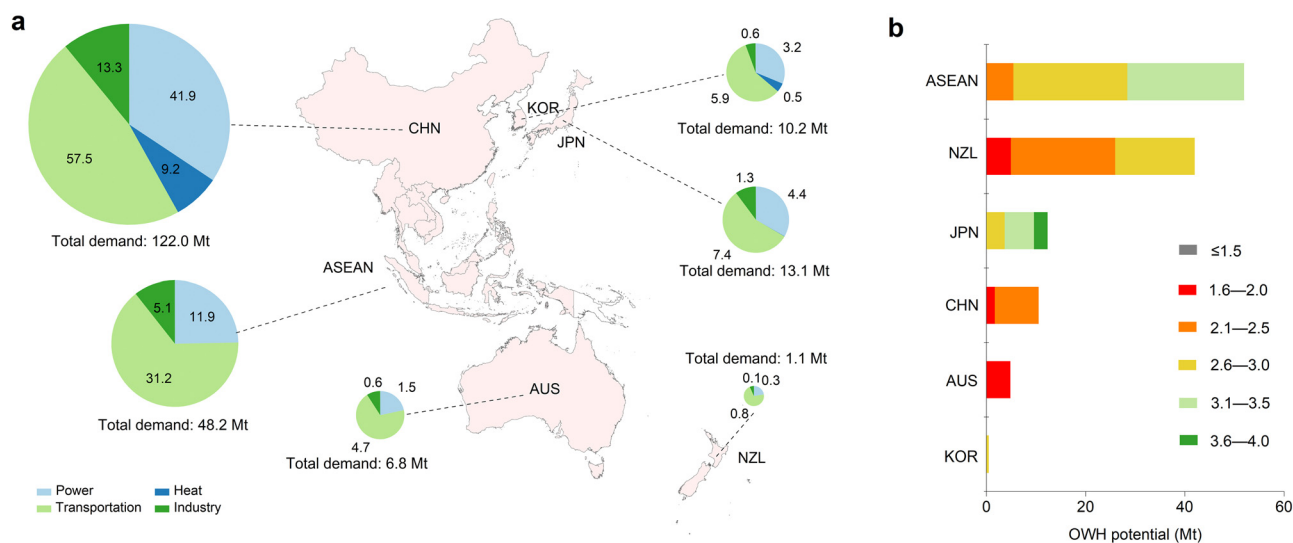 a
13.3
41.9
57.5
9.2
Total demand: 122.0 Mt
CHN
KOR
JPN
0.6
3.2
5.9
0.5
Total demand: 10.2 Mt
1.3
4.4
7.4
Total demand: 13.1 Mt
ASEAN
5.1
11.9
31.2
Total demand: 48.2 Mt
0.6
1.5
4.7
Total demand: 6.8 Mt
AUS
Total demand: 1.1 Mt
0.1
0.3
0.8
NZL
Power
Heat
Transportation
Industry
b
ASEAN
NZL
JPN
CHN
AUS
KOR
≤1.5
1.6—2.0
2.1—2.5
2.6—3.0
3.1—3.5
3.6—4.0
0
20
40
60
OWH potential (Mt)